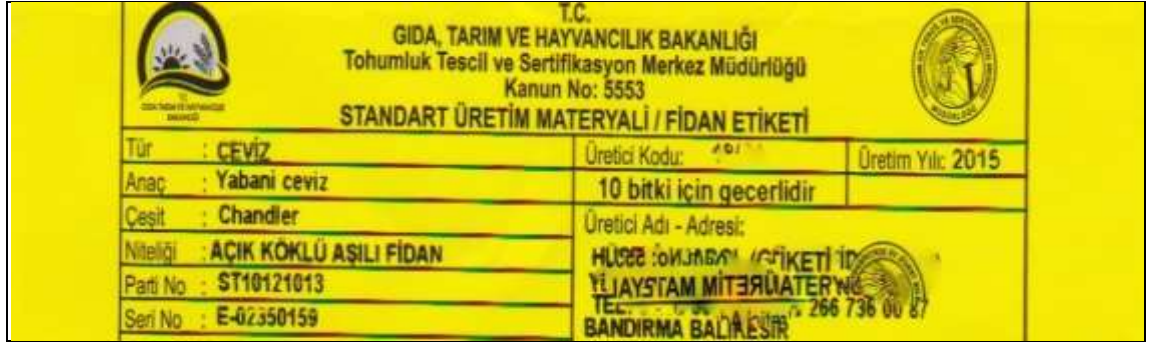 T.C.
GIDA, TARIM VE HAYVANCILIK BAKANLIĞI
Tohumluk Tescil ve Sertifikasyon Merkez Müdürlüğü
Kanun No: 5553
STANDART ÜRETİM MATERYALİ / FİDAN ETİKETİ
Tür : CEVİZ
Üretici Kodu:
Üretim Yılı: 2015
Anaç : Yabani ceviz
10 bitki için gecerlidir
Çeşit : Chandler
Üretici Adı - Adresi:
Niteliği : AÇIK KÖKLÜ AŞILI FİDAN
Parti No : ST10121013
Seri No : E-02350159
TEL: 266 736 00 87
BANDIRMA BALIKESİR